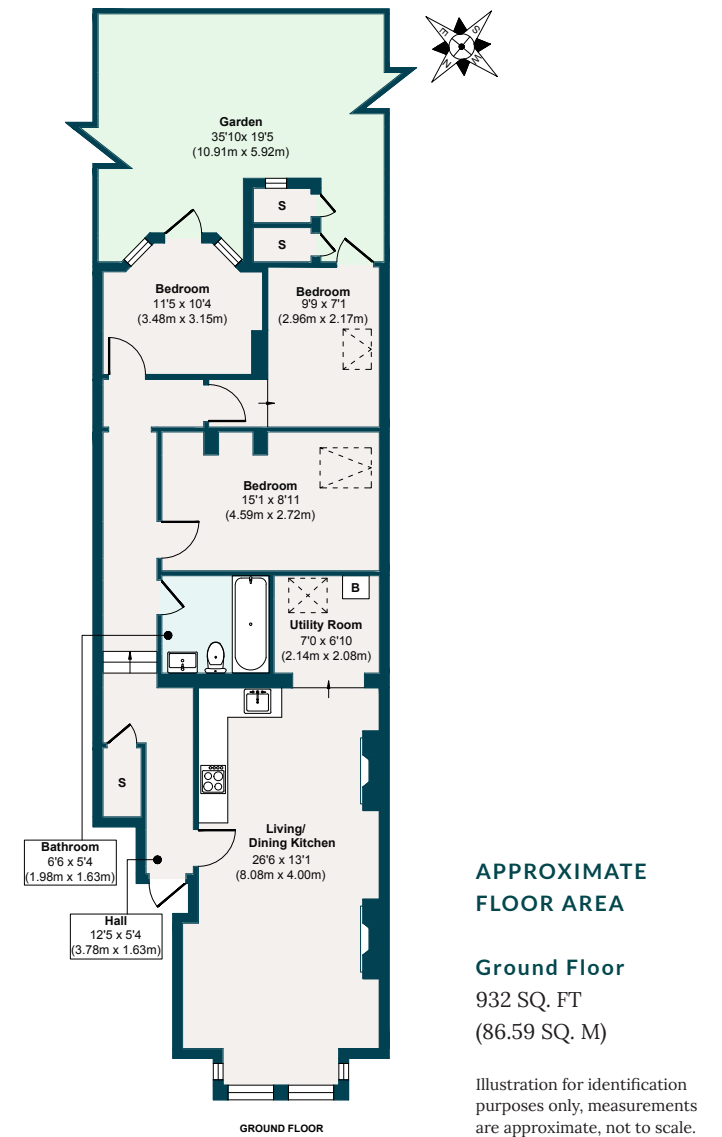 E
S
N
W
Garden
35'10x 19'5
(10.91m x 5.92m)
S
S
Bedroom
11'5 x 10'4
(3.48m x 3.15m)
Bedroom
9'9 x 7'1
(2.96m x 2.17m)
Bedroom
15'1 x 8'11
(4.59m x 2.72m)
B
Utility Room
7'0 x 6'10
(2.14m x 2.08m)
S
Living/
Dining Kitchen
26'6 x 13'1
(8.08m x 4.00m)
Bathroom
6'6 x 5'4
(1.98m x 1.63m)
Hall
12'5 x 5'4
(3.78m x 1.63m)
GROUND FLOOR
APPROXIMATE
FLOOR AREA
Ground Floor
932 SQ. FT
(86.59 SQ. M)
Illustration for identification
purposes only, measurements
are approximate, not to scale.